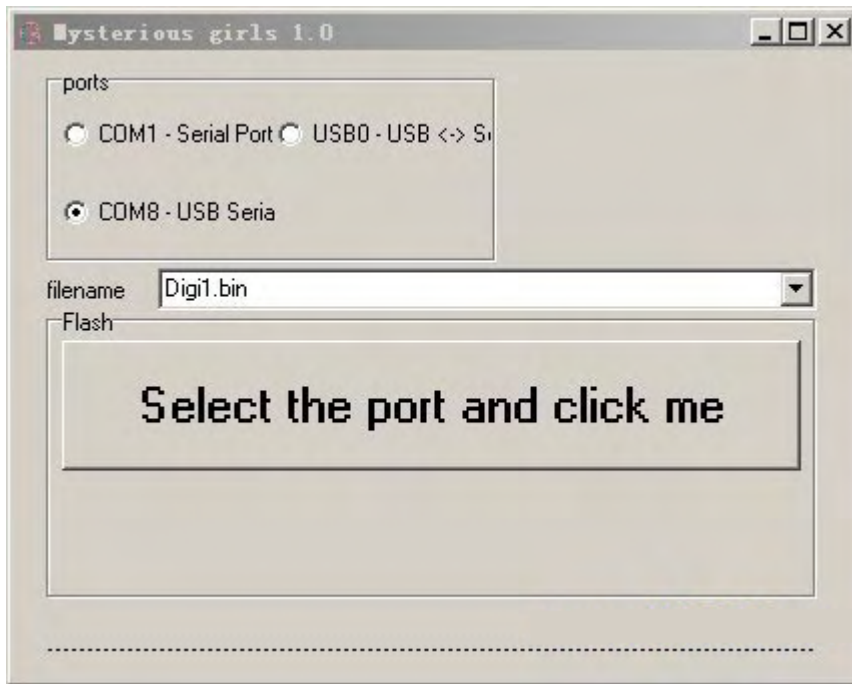 Mysterious girls 1.0
ports
COM1 - Serial Port
USB0 - USB <-> Se
COM8 - USB Seria
filename
Digi1.bin
Flash
Select the port and click me